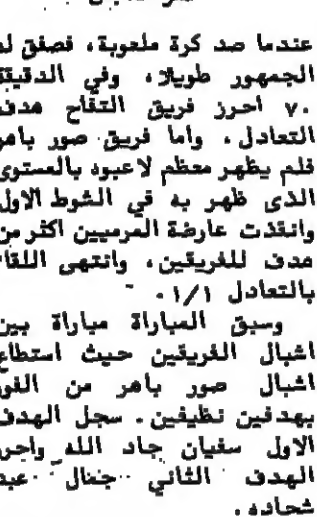 عندما صد كرة ملعوبة، فصفق له
الجمهور طويلا، وفي الدقيقة
٧٠ احرز فريق التفاح هدف
التعادل. واما فريق صور باهر
فلم يظهر معظم لاعبوه بالمستوى
الذى ظهر به في الشوط الاول
وانقذت عارضة المرميين اكثر من
هدف للفريقين، وانتهى اللقاء
بالتعادل ١/١.
وسبق المباراة مباراة بين
اشبال الفريقين حيث استطاع
اشبال صور باهر من الفوز
بهدفين نظيفين. سجل الهدف
الاول سفيان جاد الله واحرز
الهدف الثاني جمال عبد
شحاده.